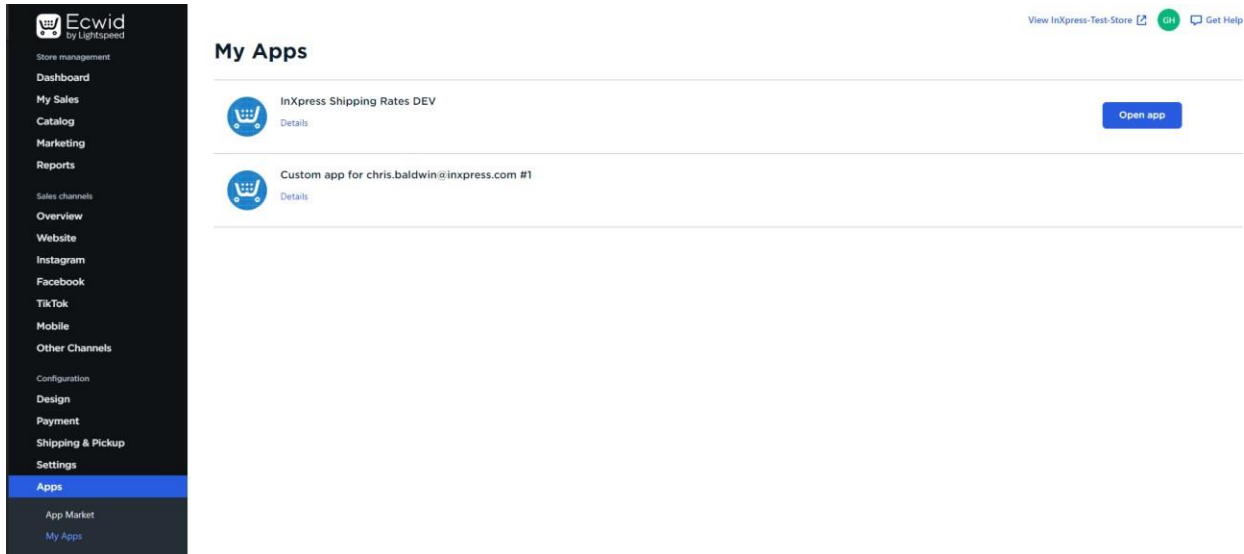 Ecwid
by Lightspeed
Store management
Dashboard
My Sales
Catalog
Marketing
Reports
Sales channels
Overview
Website
Instagram
Facebook
TikTok
Mobile
Other Channels
Configuration
Design
Payment
Shipping & Pickup
Settings
Apps
App Market
My Apps
View InXpress-Test-Store
GH
Get Help
My Apps
InXpress Shipping Rates DEV
Details
Open app
Custom app for chris.baldwin@inxpress.com #1
Details